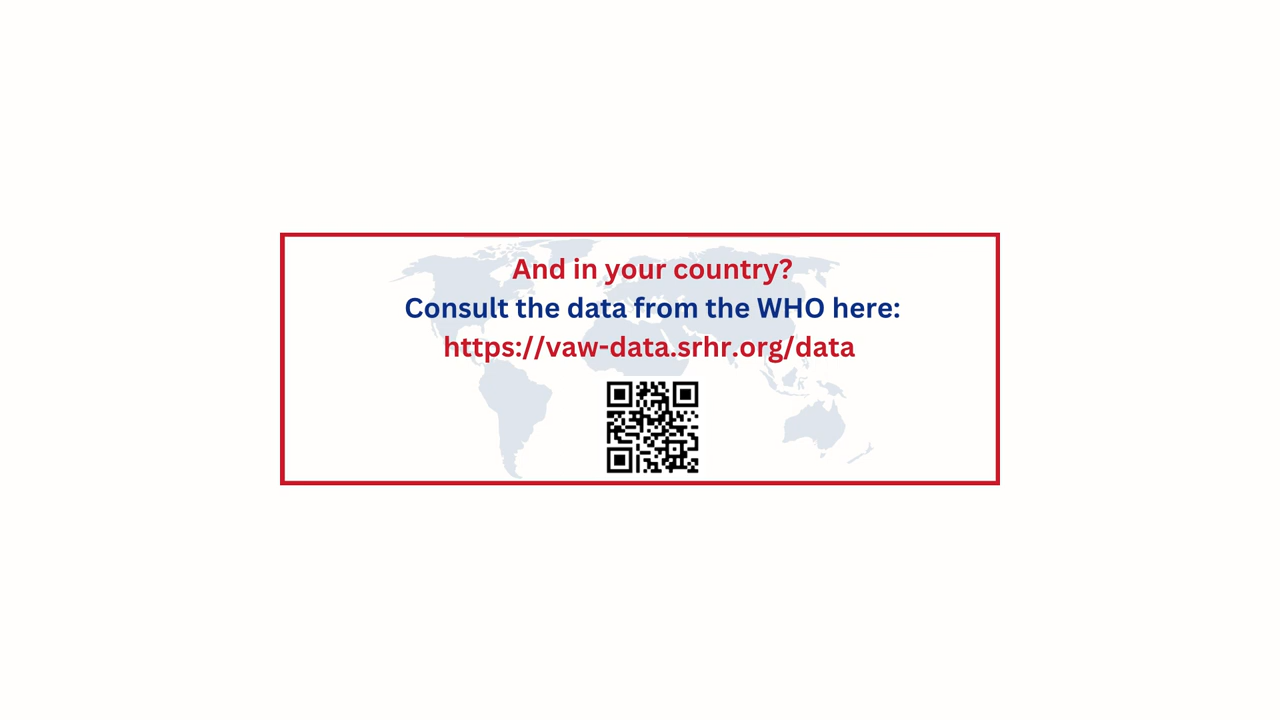 And in your country?
Consult the data from the WHO here:
https://vaw-data.srhr.org/data